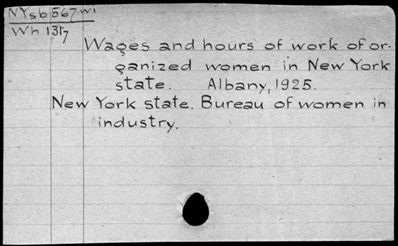 NYsb 567 w1
Wh 1317
Wages and hours of work of or-
ganized women in New York
state. Albany, 1925.
New York state. Bureau of women in
industry.